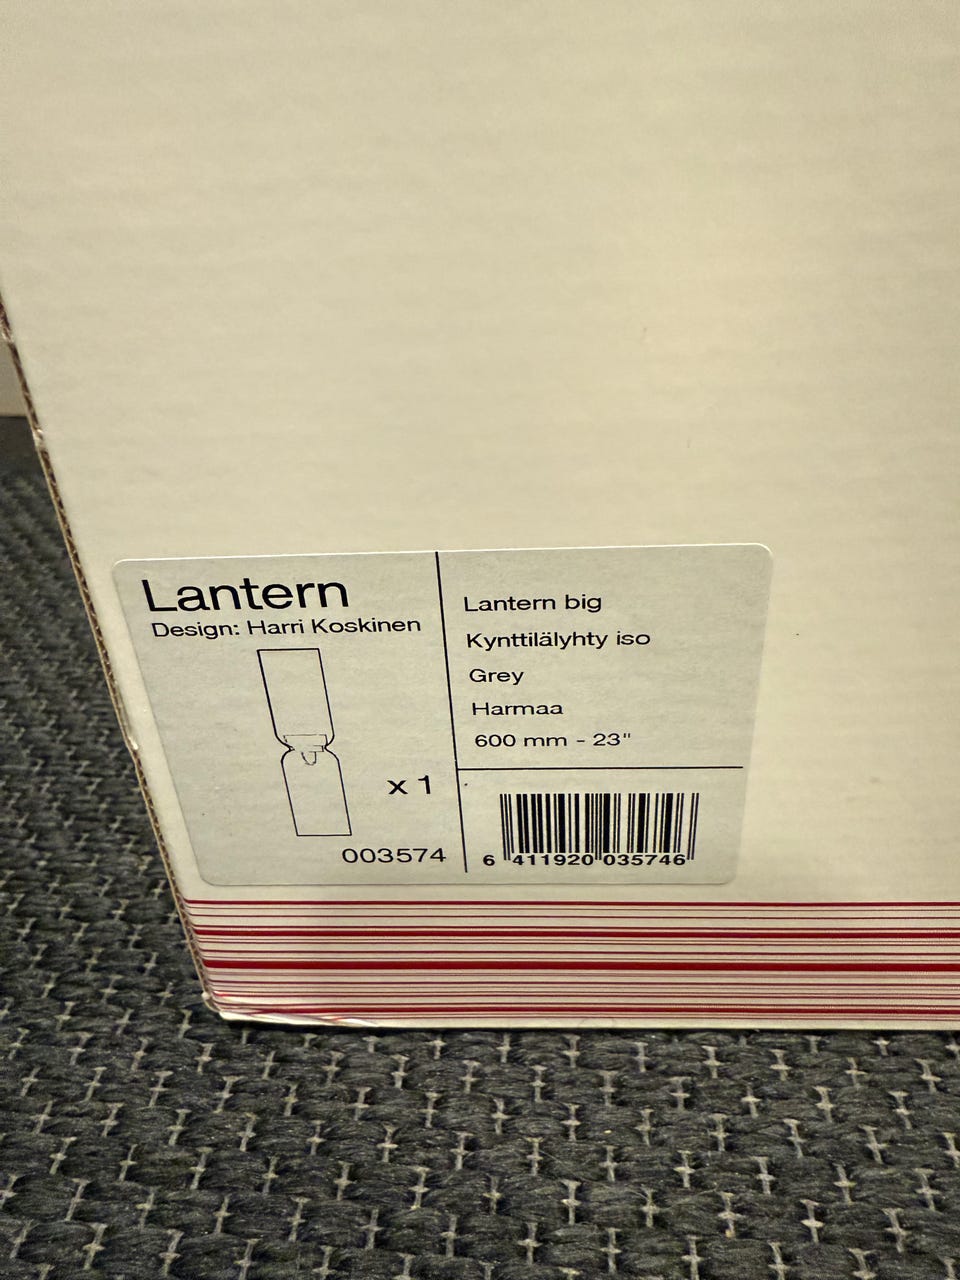 Lantern
Design: Harri Koskinen
x 1
003574
Lantern big
Kynttilälyhty iso
Grey
Harmaa
600 mm - 23"
6 411920 035746